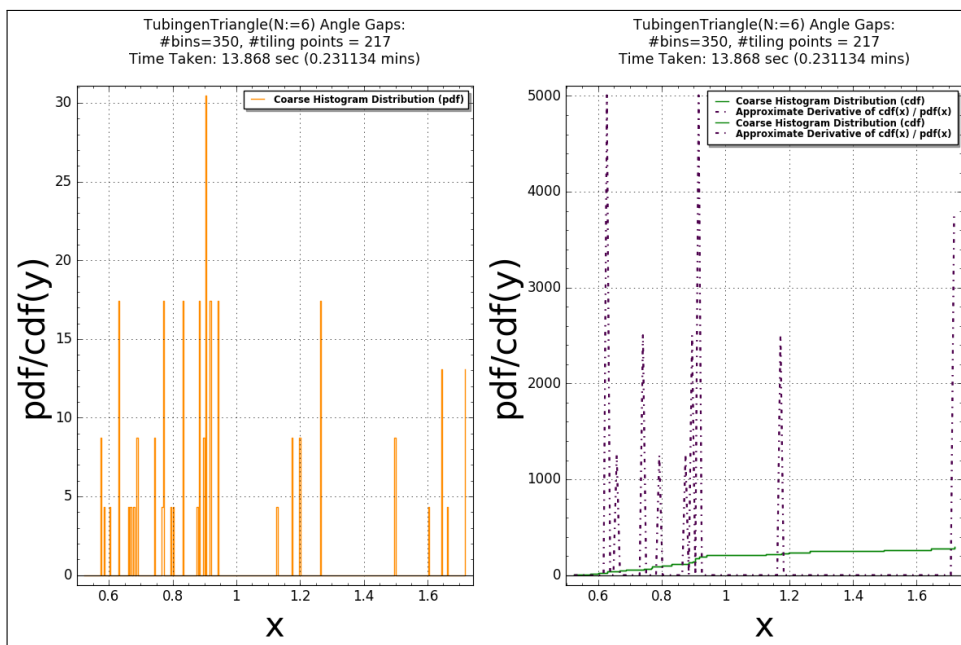 TubingenTriangle(N:=6) Angle Gaps:
#bins=350, #tiling points = 217
Time Taken: 13.868 sec (0.231134 mins)
Coarse Histogram Distribution (pdf)
30
25
20
15
10
5
0
pdf/cdf(y)
0.6 0.8 1 1.2 1.4 1.6
x
TubingenTriangle(N:=6) Angle Gaps:
#bins=350, #tiling points = 217
Time Taken: 13.868 sec (0.231134 mins)
Coarse Histogram Distribution (cdf)
Approximate Derivative of cdf(x) / pdf(x)
Coarse Histogram Distribution (cdf)
Approximate Derivative of cdf(x) / pdf(x)
5000
4000
3000
2000
1000
0
pdf/cdf(y)
0.6 0.8 1 1.2 1.4 1.6
x